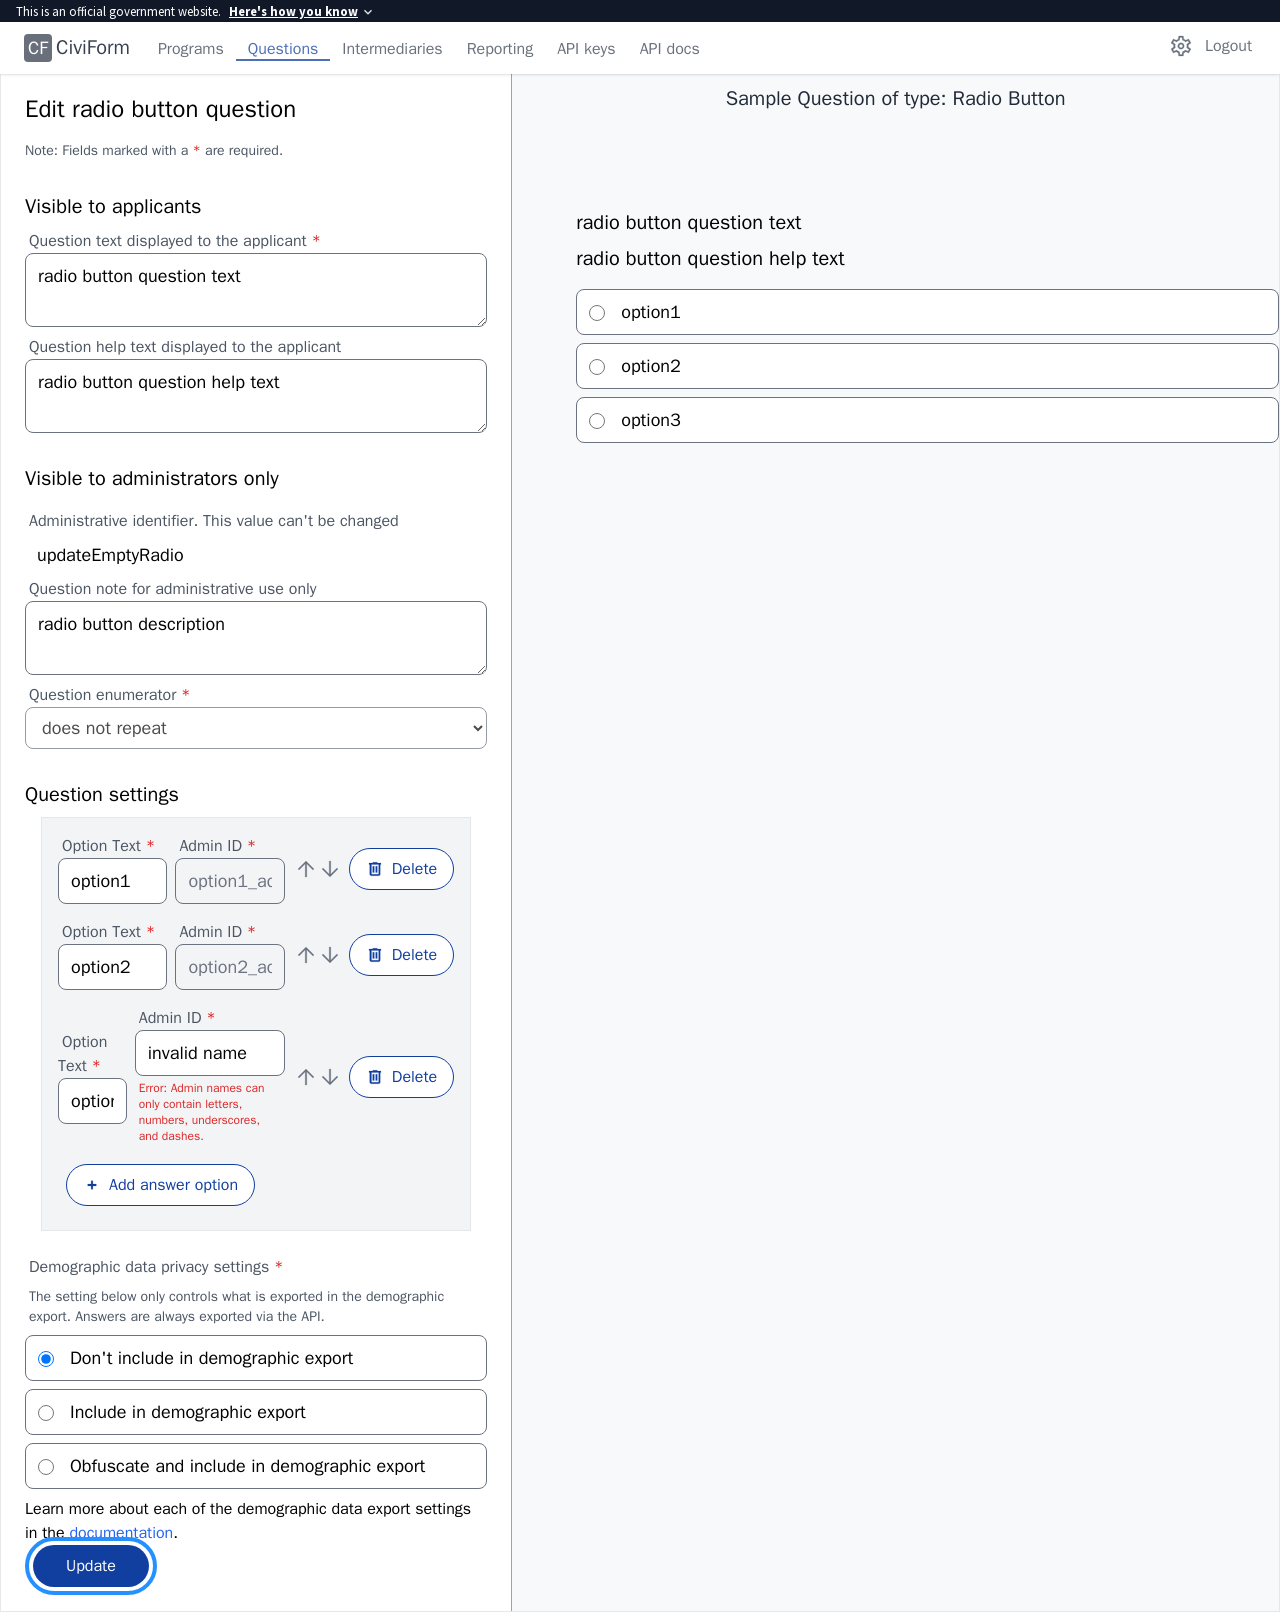 This is an official government website. Here's how you know
CF CiviForm Programs Questions Intermediaries Reporting API keys API docs Logout
Edit radio button question
Note: Fields marked with a * are required.
Visible to applicants
Question text displayed to the applicant *
radio button question text
Question help text displayed to the applicant
radio button question help text
Visible to administrators only
Administrative identifier. This value can't be changed
updateEmptyRadio
Question note for administrative use only
radio button description
Question enumerator *
does not repeat
Question settings
Option Text * Admin ID *
option1 option1_ad Delete
Option Text * Admin ID *
option2 option2_ad Delete
Option
Text *
Admin ID *
option invalid name Delete
Error: Admin names can
only contain letters,
numbers, underscores,
and dashes.
+ Add answer option
Demographic data privacy settings *
The setting below only controls what is exported in the demographic
export. Answers are always exported via the API.
Don't include in demographic export
Include in demographic export
Obfuscate and include in demographic export
Learn more about each of the demographic data export settings
in the documentation.
Update
Sample Question of type: Radio Button
radio button question text
radio button question help text
option1
option2
option3